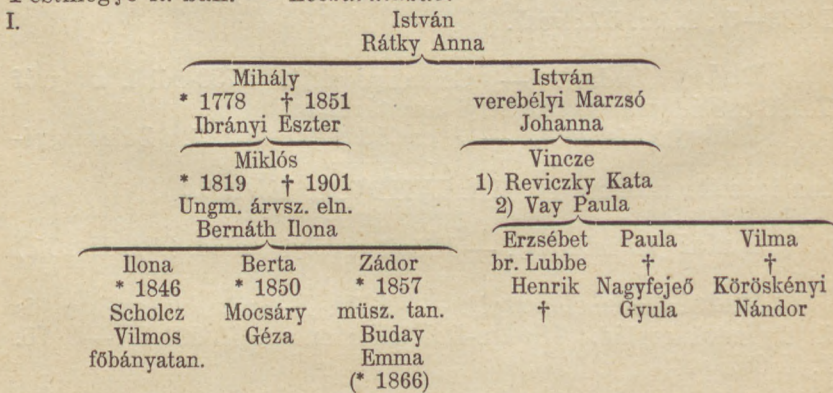 I.
István
Rátky Anna
Mihály
* 1778 † 1851
Ibrányi Eszter
István
verebélyi Marzsó
Johanna
Miklós
* 1819 † 1901
Ungm. árvsz. eln.
Bernáth Ilona
Vincze
1) Reviczky Kata
2) Vay Paula
Ilona
* 1846
Scholcz
Vilmos
főbányatan.
Berta
* 1850
Mocsáry
Géza
Zádor
* 1857
müsz. tan.
Buday
Emma
(* 1866)
Erzsébet
br. Lubbe
Henrik
†
Paula
†
Nagyfejeő
Gyula
Vilma
†
Köröskényi
Nándor